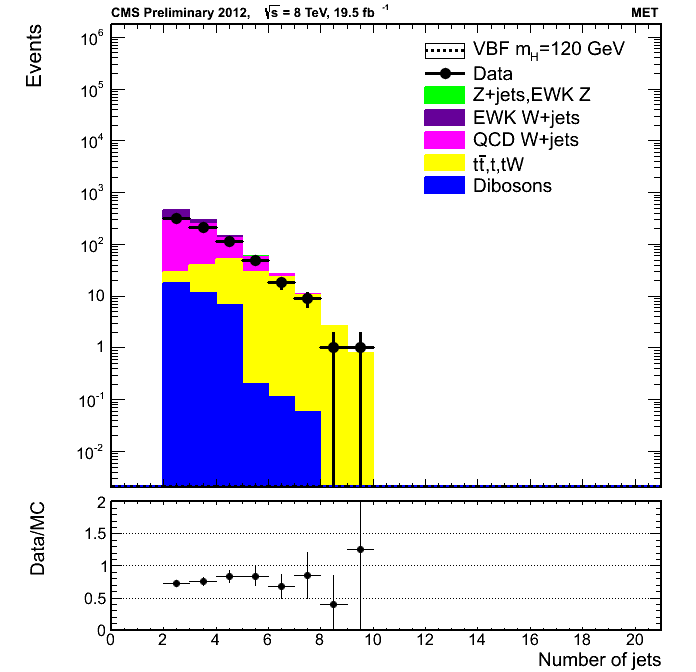 CMS Preliminary 2012, √s = 8 TeV, 19.5 fb⁻¹ MET
Events
10⁶
10⁵
10⁴
10³
10²
10
1
10⁻¹
10⁻²
VBF m_H=120 GeV
Data
Z+jets,EWK Z
EWK W+jets
QCD W+jets
tt̄,t,tW
Dibosons
Data/MC
2
1.5
1
0.5
0
0 2 4 6 8 10 12 14 16 18 20
Number of jets